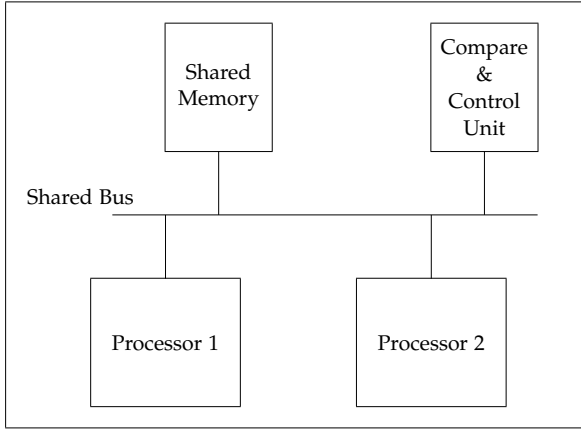 Shared
Memory
Compare
&
Control
Unit
Shared Bus
Processor 1
Processor 2